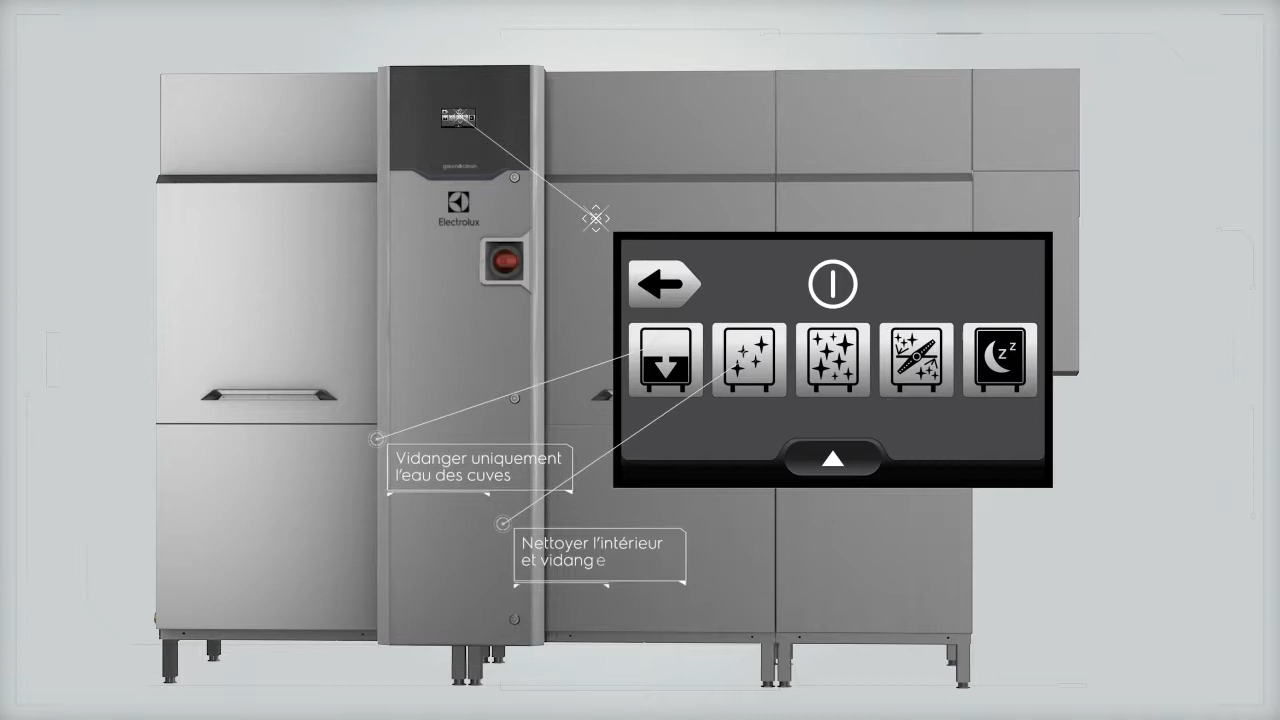 Electrolux
z z
Vidanger uniquement
l'eau des cuves
Nettoyer l'intérieur
et vidange